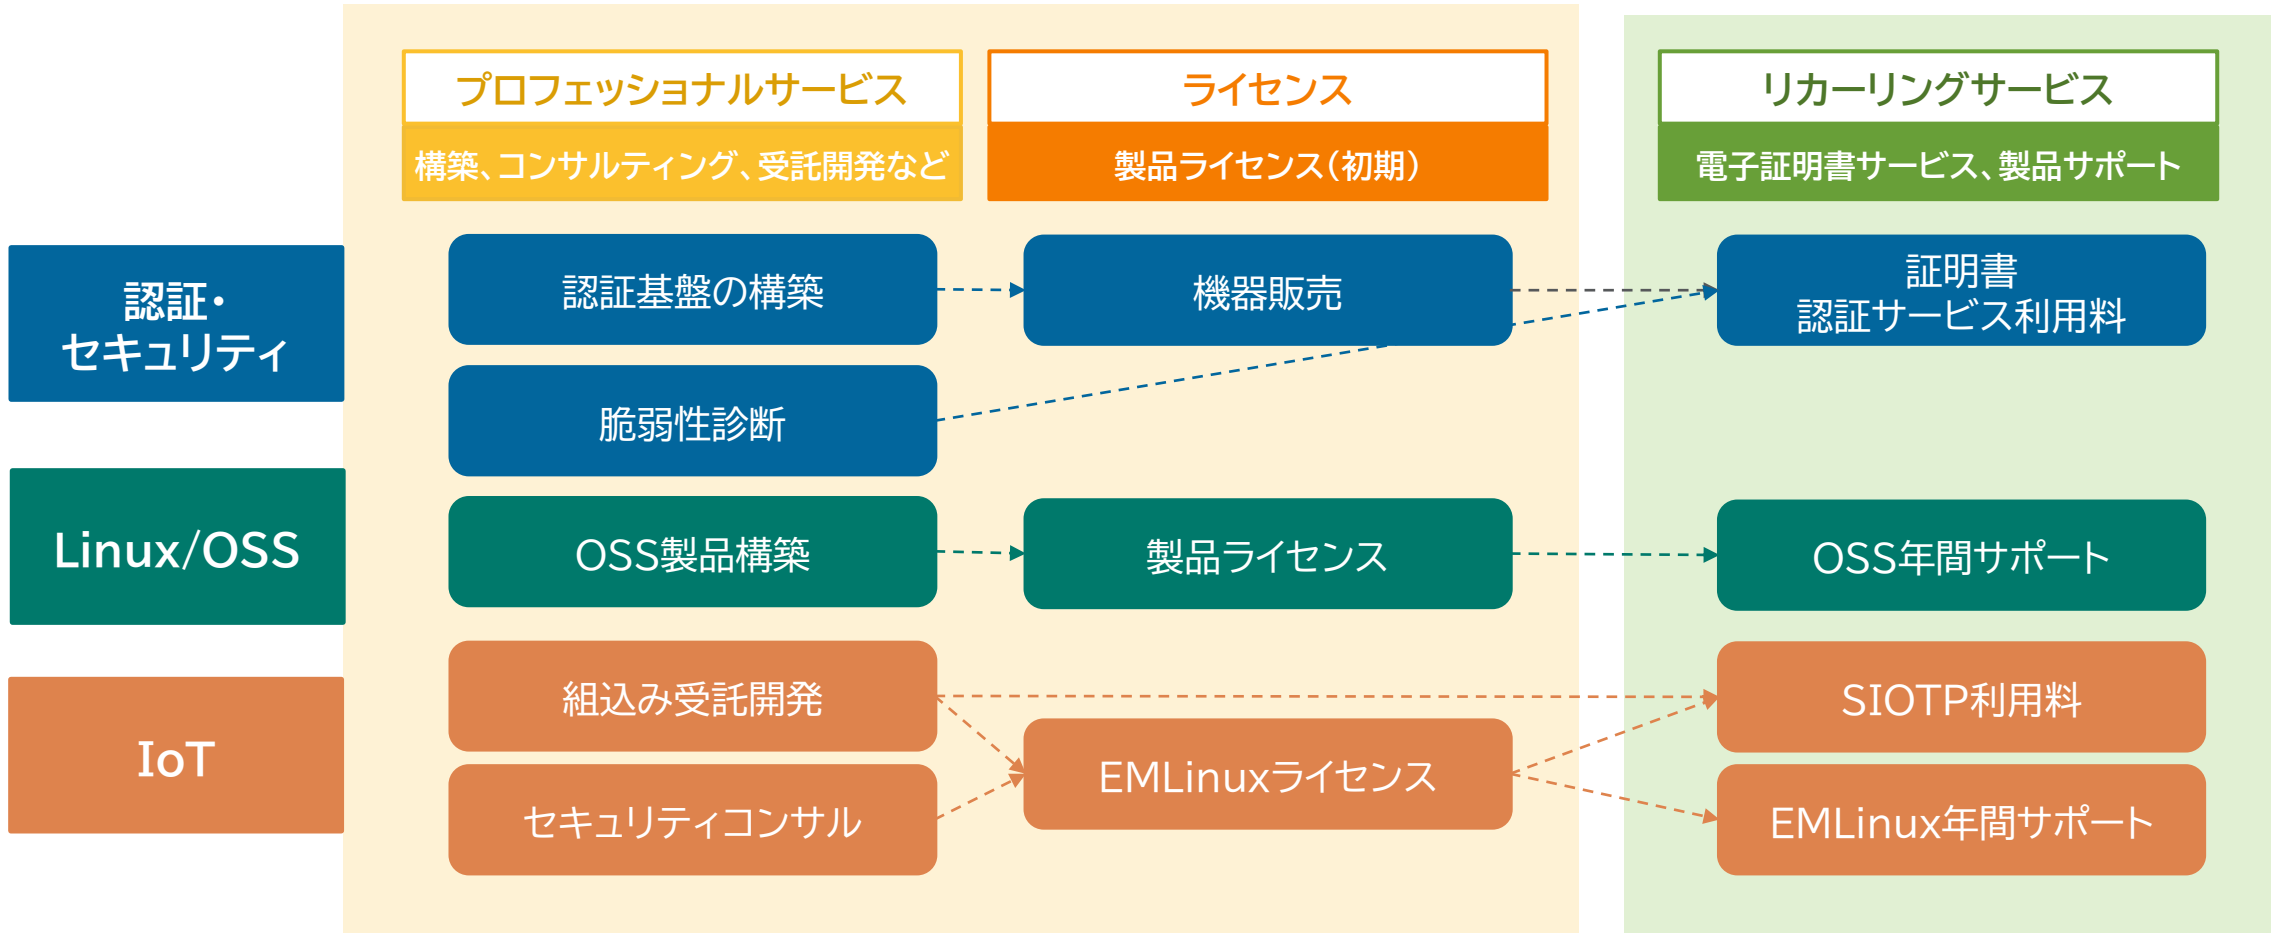 プロフェッショナルサービス
ライセンス
リカーリングサービス
構築、コンサルティング、受託開発など
製品ライセンス（初期）
電子証明書サービス、製品サポート
認証・
セキュリティ
認証基盤の構築
機器販売
証明書
認証サービス利用料
脆弱性診断
Linux/OSS
OSS製品構築
製品ライセンス
OSS年間サポート
IoT
組込み受託開発
SIOTP利用料
EMLinuxライセンス
セキュリティコンサル
EMLinux年間サポート